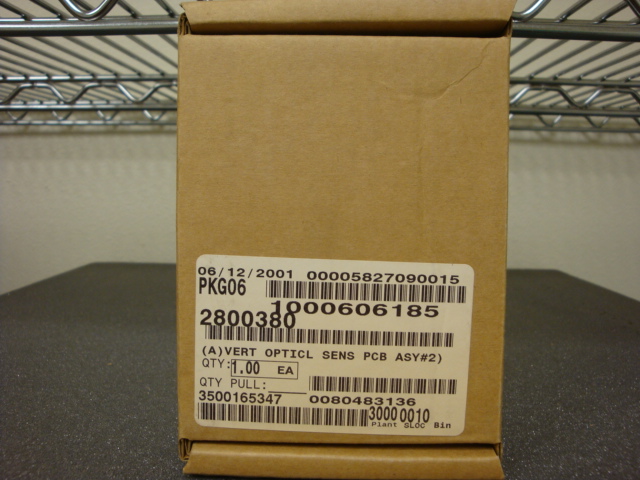 06/12/2001 00005827090015
PKG06
1000606185
2800380
(A)VERT OPTICL SENS PCB ASY#2)
QTY: 1.00 EA
QTY PULL:
3500165347 0080483136
3000 0010
Plant SLOC Bin